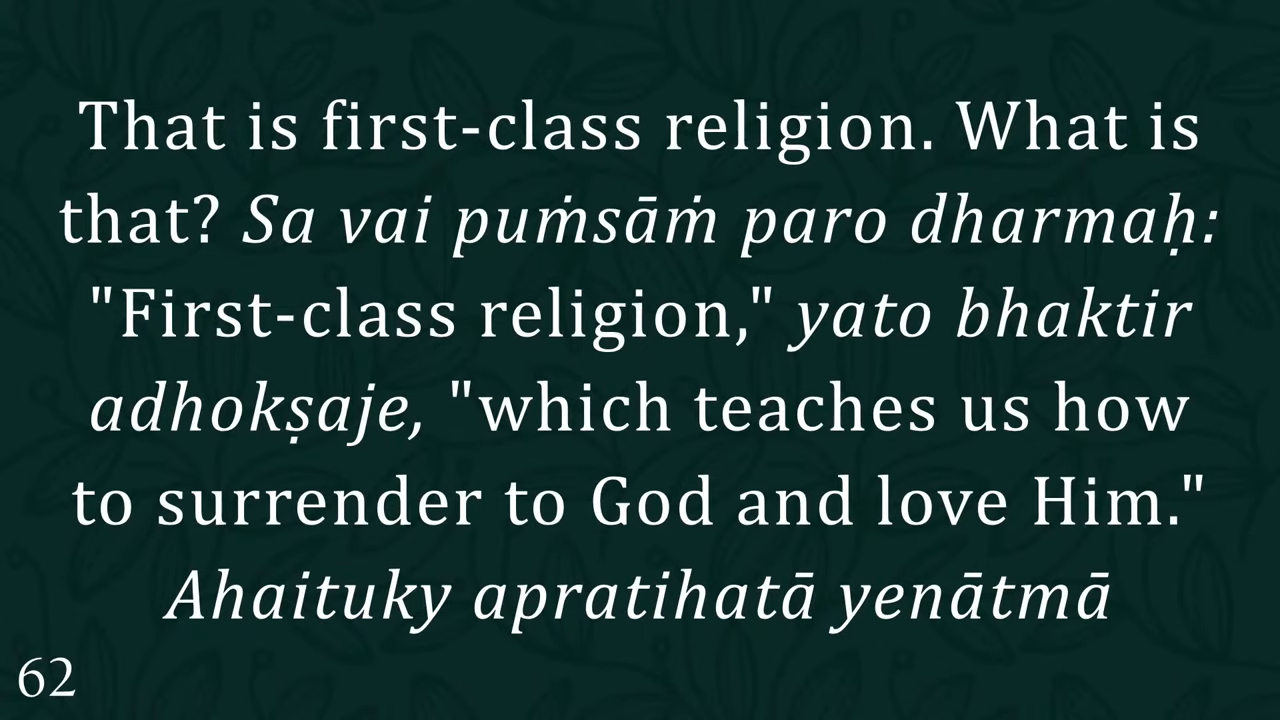 That is first-class religion. What is
that? Sa vai puṁsāṁ paro dharmaḥ:
"First-class religion," yato bhaktir
adhokṣaje, "which teaches us how
to surrender to God and love Him."
Ahaituky apratihatā yenātmā
62